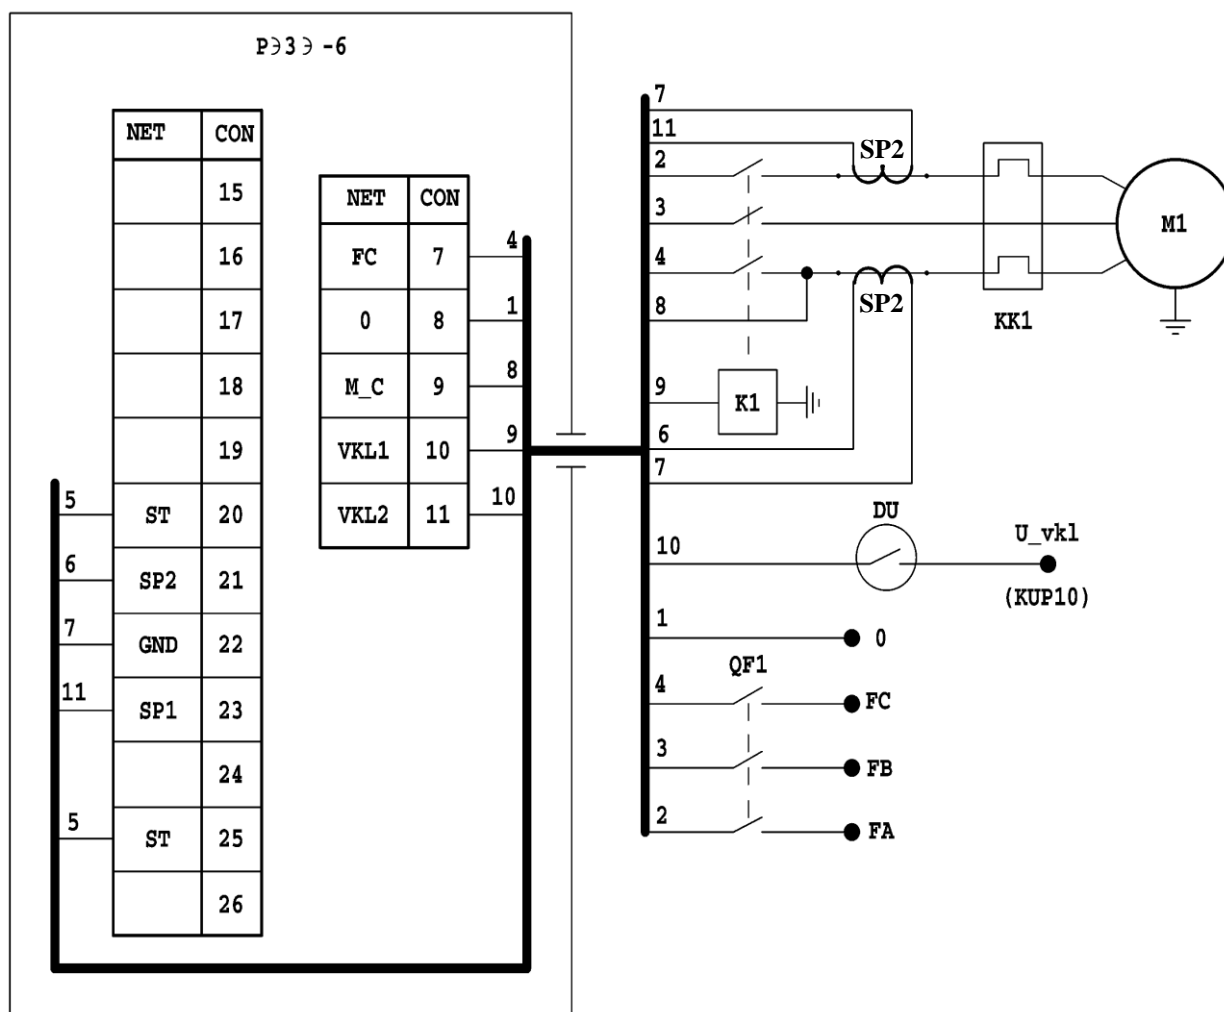 РЭЗЭ-6
NET CON
15
16
17
18
19
5 ST 20
6 SP2 21
7 GND 22
11 SP1 23
24
5 ST 25
26
NET CON
FC 7 4
0 8 1
M_C 9 8
VKL1 10 9
VKL2 11 10
7
11
SP2
2
3
M1
4
SP2
8
KK1
9
K1
6
7
DU
10
U_vkl
(KUP10)
1
0
QF1
4
FC
3
FB
2
FA